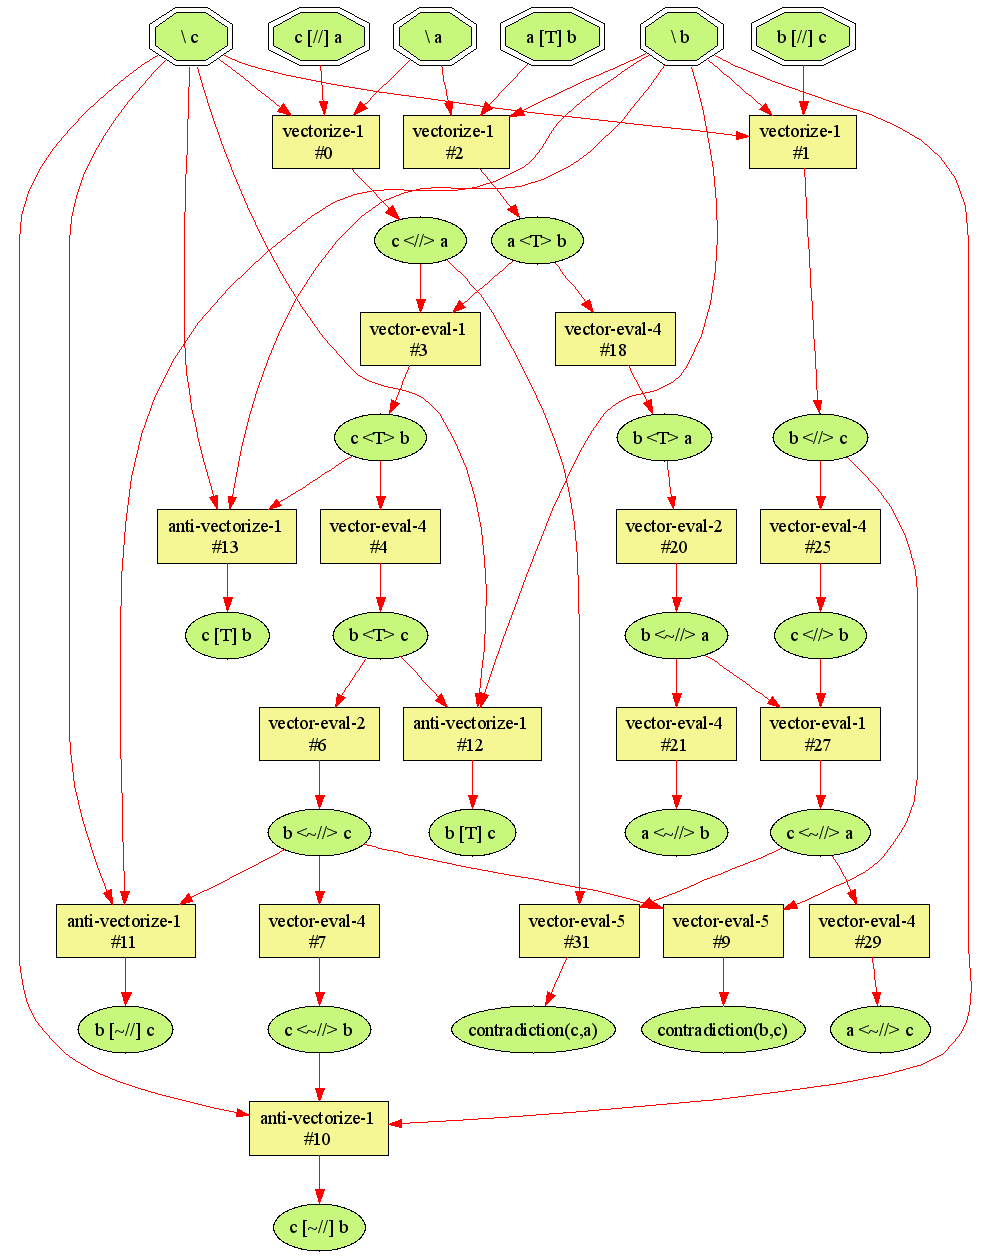 \ c
c [//] a
\ a
a [T] b
\ b
b [//] c
vectorize-1
#0
vectorize-1
#2
vectorize-1
#1
c <//> a
a <T> b
vector-eval-1
#3
vector-eval-4
#18
c <T> b
b <T> a
b <//> c
anti-vectorize-1
#13
vector-eval-4
#4
vector-eval-2
#20
vector-eval-4
#25
c [T] b
b <T> c
b <~//> a
c <//> b
vector-eval-2
#6
anti-vectorize-1
#12
vector-eval-4
#21
vector-eval-1
#27
b <~//> c
b [T] c
a <~//> b
c <~//> a
anti-vectorize-1
#11
vector-eval-4
#7
vector-eval-5
#31
vector-eval-5
#9
vector-eval-4
#29
b [~//] c
c <~//> b
contradiction(c,a)
contradiction(b,c)
a <~//> c
anti-vectorize-1
#10
c [~//] b